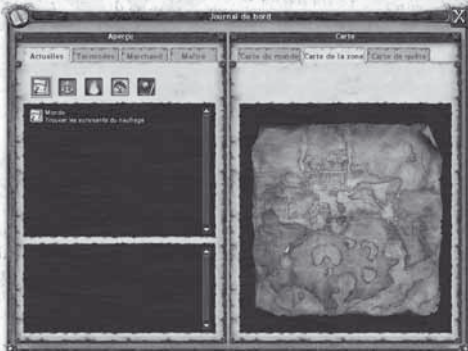 Journal de bord
Aperçu
Carte
Actuelles
Terminées
Marchand
Maître
Carte du monde
Carte de la zone
Carte de quête
Monde
Trouver les survivants du naufrage